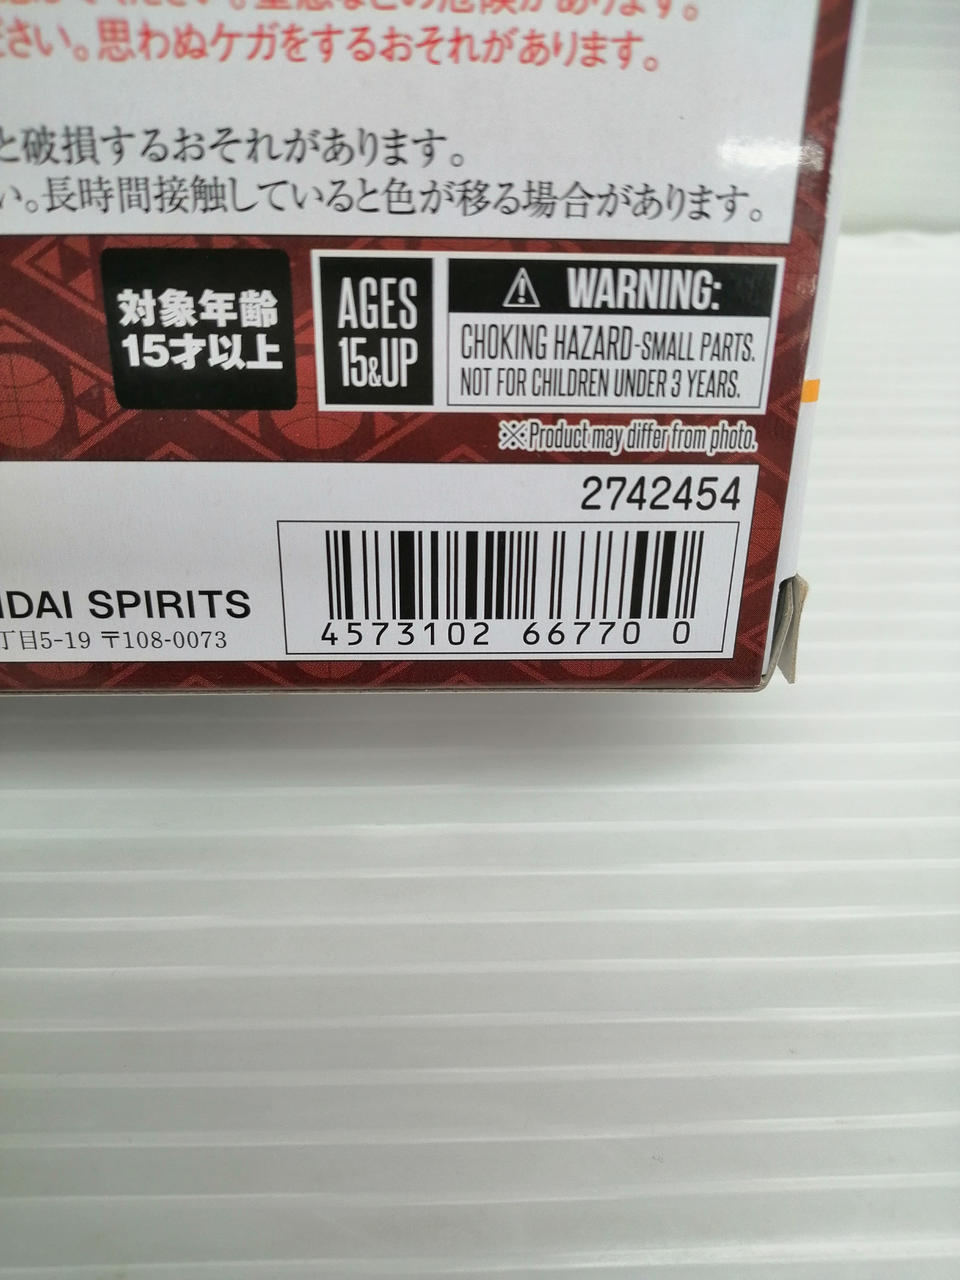 ださい。思わぬケガをするおそれがあります。
と破損するおそれがあります。
い。長時間接触していると色が移る場合があります。
対象年齢
15才以上
AGES
15&UP
⚠ WARNING:
CHOKING HAZARD-SMALL PARTS.
NOT FOR CHILDREN UNDER 3 YEARS.
※Product may differ from photo.
2742454
NDAI SPIRITS
丁目5-19 〒108-0073
4573102 66770 0